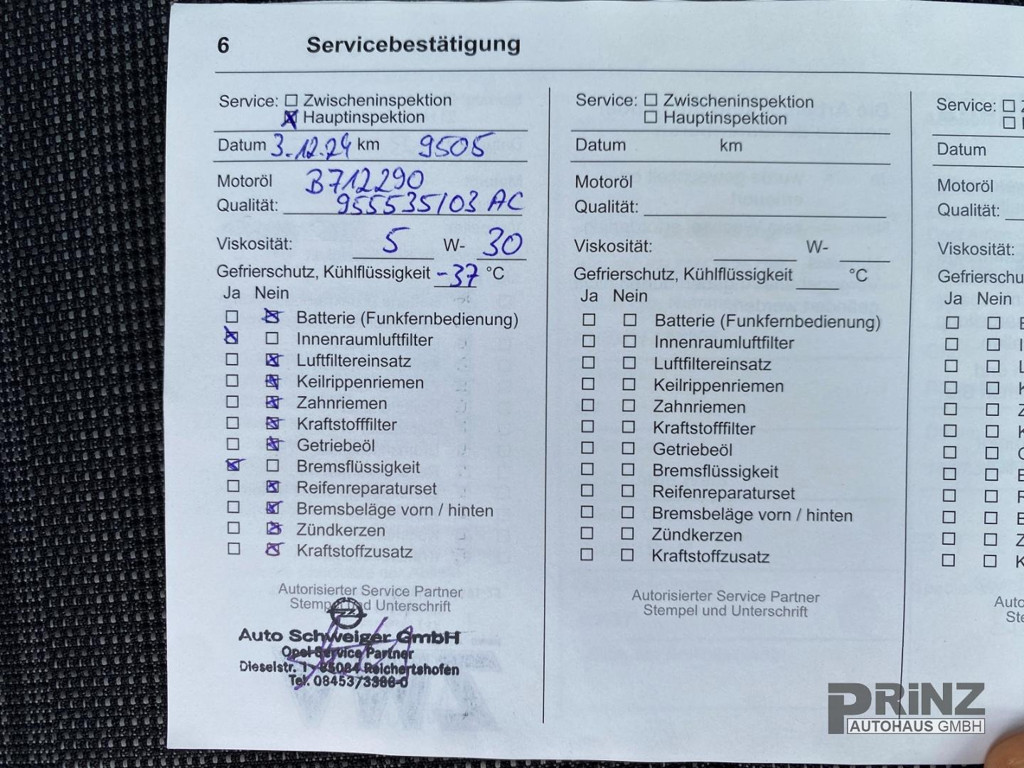 6 Servicebestätigung
Service: Zwischeninspektion
Hauptinspektion
Datum 3.12.24 km 9505
Motoröl B712290
Qualität: 955535/03 AC
Viskosität: 5 W- 30
Gefrierschutz, Kühlflüssigkeit -37 °C
Ja Nein
Batterie (Funkfernbedienung)
Innenraumluftfilter
Luftfiltereinsatz
Keilrippenriemen
Zahnriemen
Kraftstofffilter
Getriebeöl
Bremsflüssigkeit
Reifenreparaturset
Bremsbeläge vorn / hinten
Zündkerzen
Kraftstoffzusatz
Autorisierter Service Partner
Stempel und Unterschrift
Auto Schweiger GmbH
Opel Service Partner
Dieselstr. 1 - 85084 Reichertshofen
Tel. 08453/3386-0
Service: Zwischeninspektion
Hauptinspektion
Datum km
Motoröl
Qualität:
Viskosität: W-
Gefrierschutz, Kühlflüssigkeit °C
Ja Nein
Batterie (Funkfernbedienung)
Innenraumluftfilter
Luftfiltereinsatz
Keilrippenriemen
Zahnriemen
Kraftstofffilter
Getriebeöl
Bremsflüssigkeit
Reifenreparaturset
Bremsbeläge vorn / hinten
Zündkerzen
Kraftstoffzusatz
Autorisierter Service Partner
Stempel und Unterschrift
Service:
Datum
Motoröl
Qualität:
Viskosität:
Gefrierschu
Ja Nein
PRiNZ
AUTOHAUS GMBH